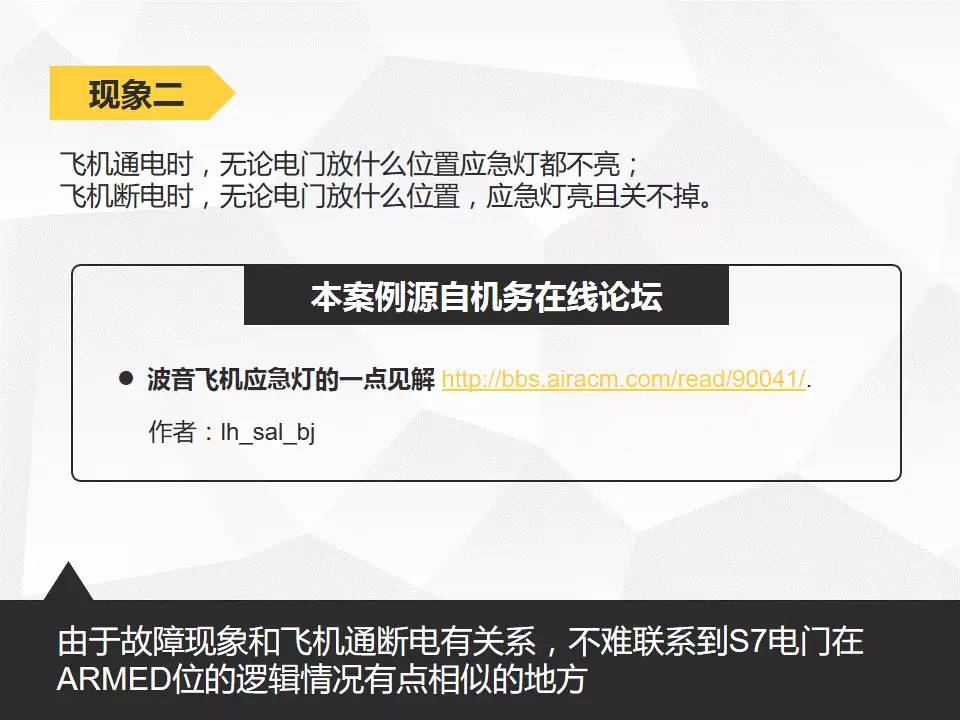 现象二
飞机通电时，无论电门放什么位置应急灯都不亮；
飞机断电时，无论电门放什么位置，应急灯亮且关不掉。
本案例源自机务在线论坛
● 波音飞机应急灯的一点见解 http://bbs.airacm.com/read/90041/.
作者：lh_sal_bj
由于故障现象和飞机通断电有关系，不难联系到S7电门在
ARMED位的逻辑情况有点相似的地方